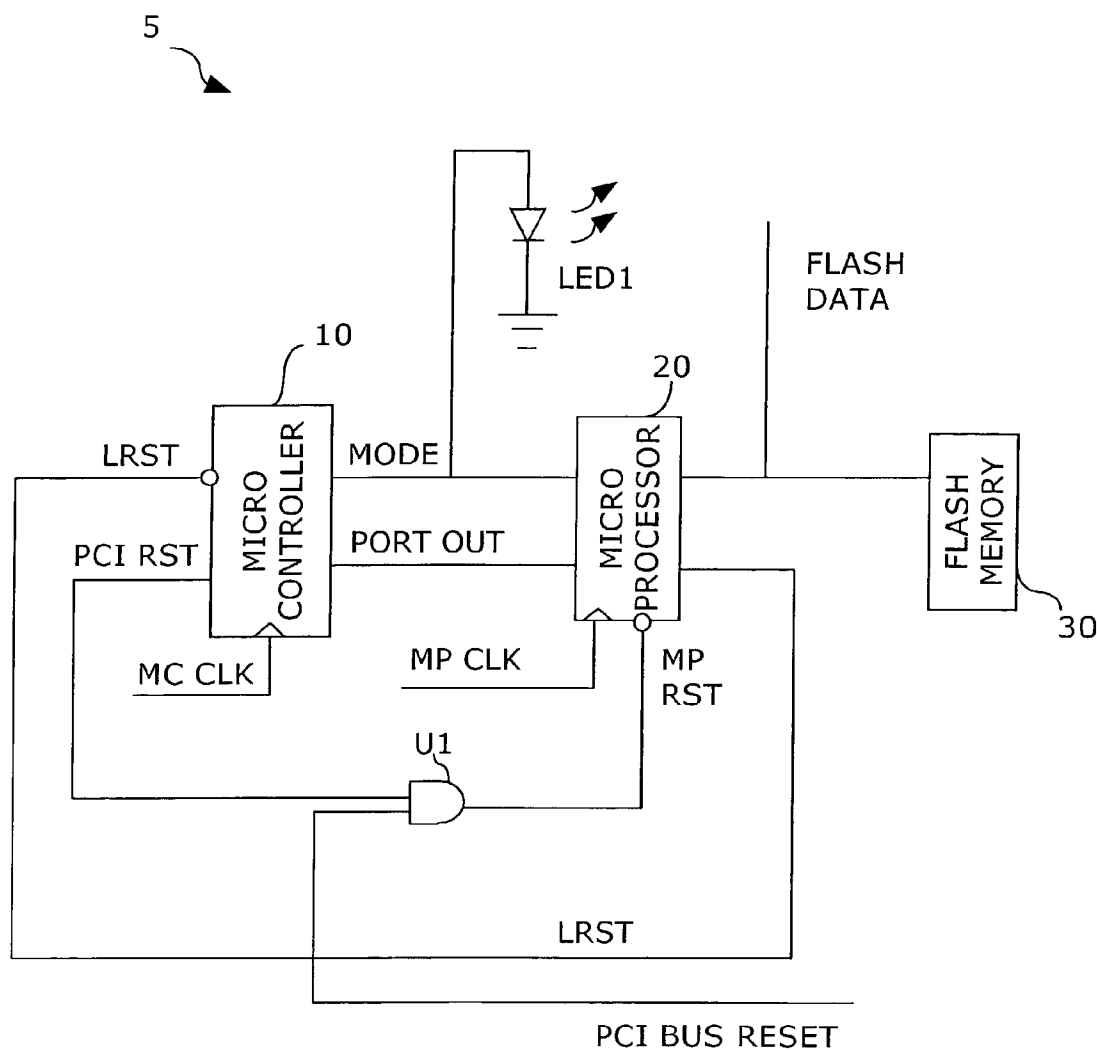 5
FLASH
DATA
LED1
10
20
LRST
MODE
MICRO
CONTROLLER
MICRO
PROCESSOR
FLASH
MEMORY
PCI RST
PORT OUT
30
MC CLK
MP CLK
MP
RST
U1
LRST
PCI BUS RESET